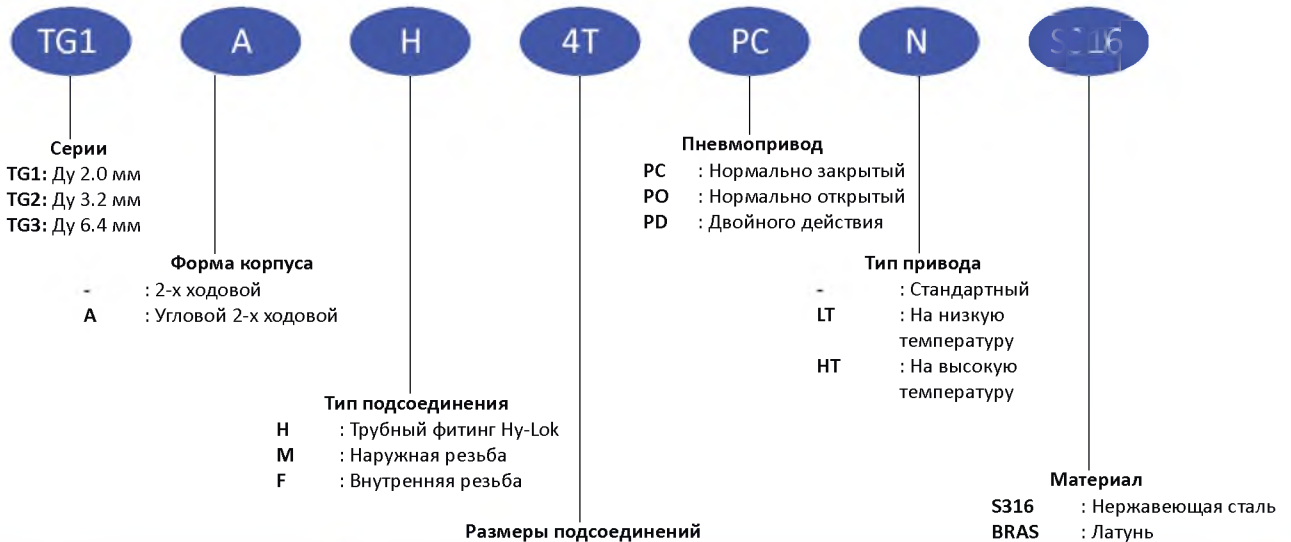 TG1 A H 4T PC N S316
Серии
TG1: Ду 2.0 мм
TG2: Ду 3.2 мм
TG3: Ду 6.4 мм
Пневмопривод
PC : Нормально закрытый
PO : Нормально открытый
PD : Двойного действия
Форма корпуса
- : 2-х ходовой
A : Угловой 2-х ходовой
Тип привода
- : Стандартный
LT : На низкую
температуру
HT : На высокую
температуру
Тип подсоединения
H : Трубный фитинг Hy-Lok
M : Наружная резьба
F : Внутренняя резьба
Материал
S316 : Нержавеющая сталь
BRAS : Латунь
Размеры подсоединений